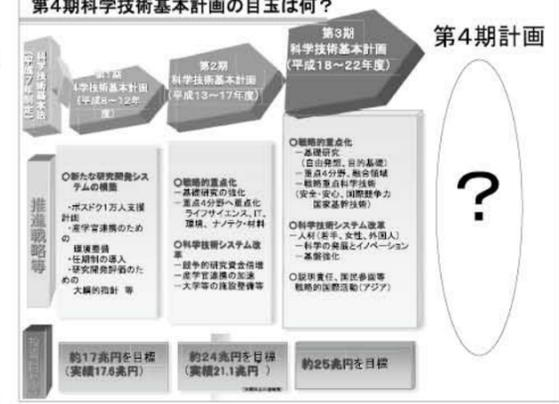 第4期科学技術基本計画の目玉は何？
科学技術基本法
第1期
科学技術基本計画
(平成8～12年
度)
第2期
科学技術基本計画
(平成13～17年度)
第3期
科学技術基本計画
(平成18～22年度)
第4期計画
推進戦略等
○新たな研究開発シス
テムの構築
・ポスドク1万人支援
計画
・産学官連携のため
の
環境整備
・任期制の導入
・研究開発評価のた
めの
大綱的指針 等
○戦略的重点化
－基礎研究の強化
－重点4分野へ重点化
ライフサイエンス、IT、
環境、ナノテク・材料
○科学技術システム改
革
－競争的研究資金倍増
－産学官連携の加速
－大学等の施設整備等
○戦略的重点化
－基礎研究
(自由発想、目的基礎)
－重点4分野、融合領域
－戦略重点科学技術
(安全・安心、国際競争力
国家基幹技術)
○科学技術システム改革
－人材(若手、女性、外国人)
－科学の発展とイノベーション
－基盤強化
○説明責任、国民参画等
戦略的国際活動(アジア)
？
約17兆円を目標
(実績17.6兆円)
約24兆円を目標
(実績21.1兆円 )
約25兆円を目標